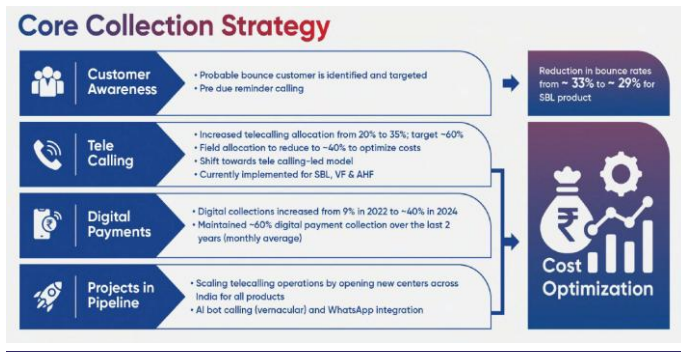 Core Collection Strategy
Customer
Awareness
• Probable bounce customer is identified and targeted
• Pre due reminder calling
Reduction in bounce rates
from ~ 33% to ~ 29% for
SBL product
Tele
Calling
• Increased telecalling allocation from 20% to 35%; target ~60%
• Field allocation to reduce to ~40% to optimize costs
• Shift towards tele calling-led model
• Currently implemented for SBL, VF & AHF
Digital
Payments
• Digital collections increased from 9% in 2022 to ~40% in 2024
• Maintained ~60% digital payment collection over the last 2
years (monthly average)
Projects in
Pipeline
• Scaling telecalling operations by opening new centers across
India for all products
• AI bot calling (vernacular) and WhatsApp integration
₹
₹
Cost
Optimization